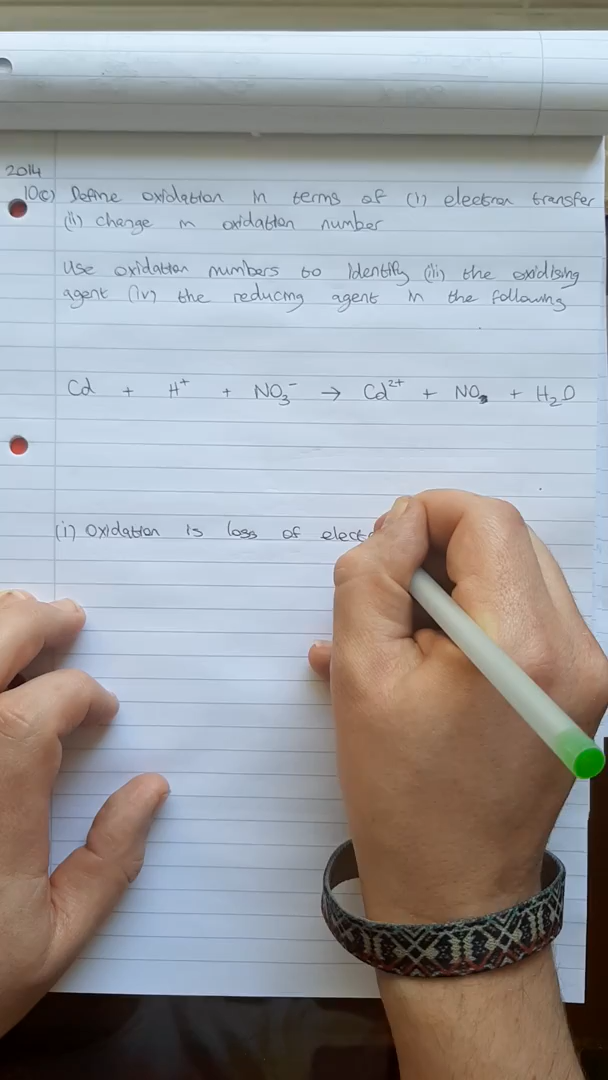 2014
10(c) Define oxidation in terms of (i) electron transfer
(ii) change in oxidation number
Use oxidation numbers to identify (iii) the oxidising
agent (iv) the reducing agent in the following
Cd + H⁺ + NO₃⁻ → Cd²⁺ + NO + H₂O
(i) Oxidation is loss of elect